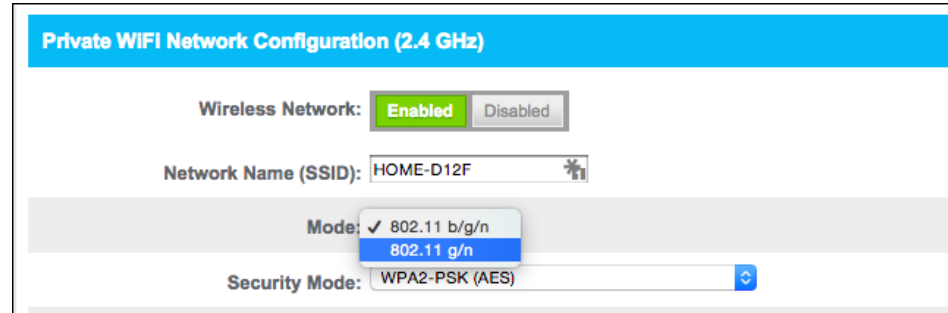 Private WiFi Network Configuration (2.4 GHz)
Wireless Network: Enabled Disabled
Network Name (SSID): HOME-D12F
Mode: ✓ 802.11 b/g/n
802.11 g/n
Security Mode: WPA2-PSK (AES)